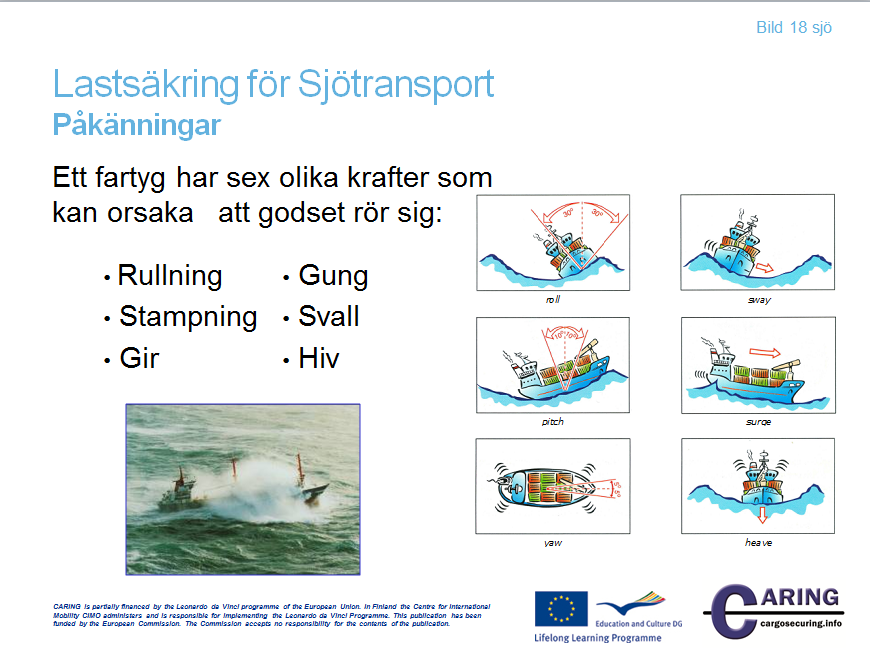 Bild 18 sjö
Lastsäkring för Sjötransport
Påkänningar
Ett fartyg har sex olika krafter som
kan orsaka att godset rör sig:
• Rullning
• Stampning
• Gir
• Gung
• Svall
• Hiv
30° 30°
roll
sway
10° 10°
pitch
surge
5°
5°
yaw
heave
CARING is partially financed by the Leonardo da Vinci programme of the European Union. In Finland the Centre for International
Mobility CIMO administers and is responsible for implementing the Leonardo da Vinci Programme. This publication has been
funded by the European Commission. The Commission accepts no responsibility for the contents of the publication.
Education and Culture DG
Lifelong Learning Programme
CARING
cargosecuring.info